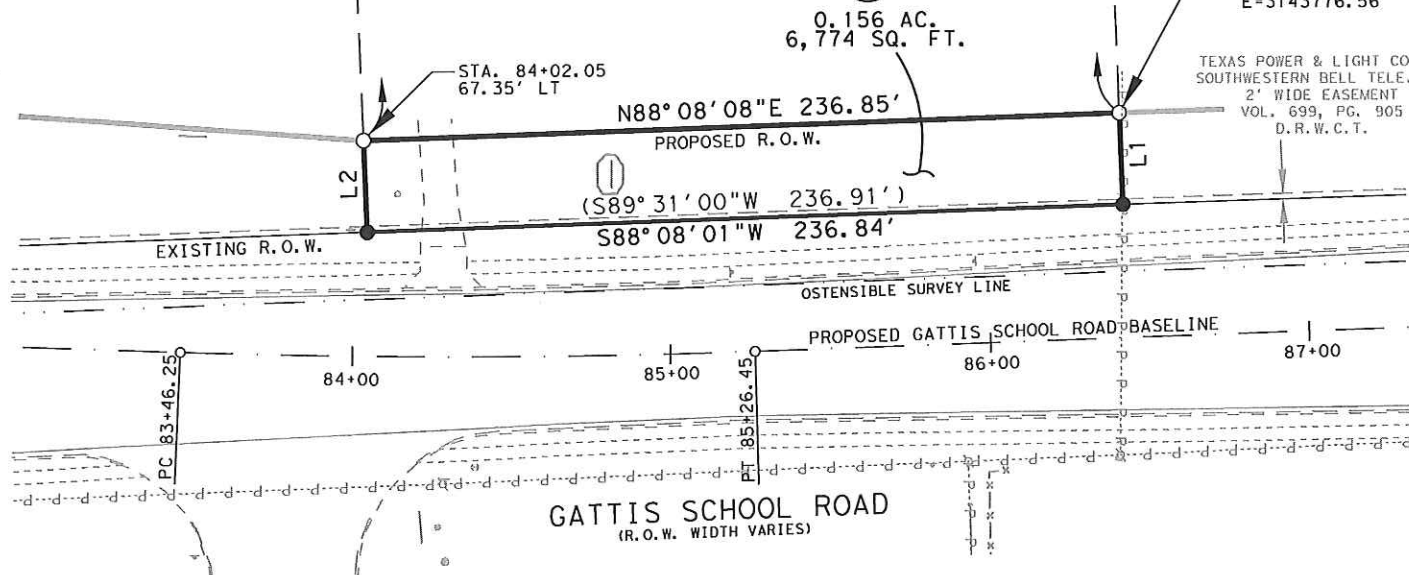 E=3143776.56
0.156 AC.
6,774 SQ. FT.
STA. 84+02.05
67.35' LT
TEXAS POWER & LIGHT CO
SOUTHWESTERN BELL TELE.
2' WIDE EASEMENT
VOL. 699, PG. 905
D.R.W.C.T.
N88°08'08"E 236.85'
PROPOSED R.O.W.
L2
L1
(S89°31'00"W 236.91')
S88°08'01"W 236.84'
EXISTING R.O.W.
OSTENSIBLE SURVEY LINE
PROPOSED GATTIS SCHOOL ROAD BASELINE
84+00
85+00
86+00
87+00
PC 83+46.25
PT 85+26.45
GATTIS SCHOOL ROAD
(R.O.W. WIDTH VARIES)